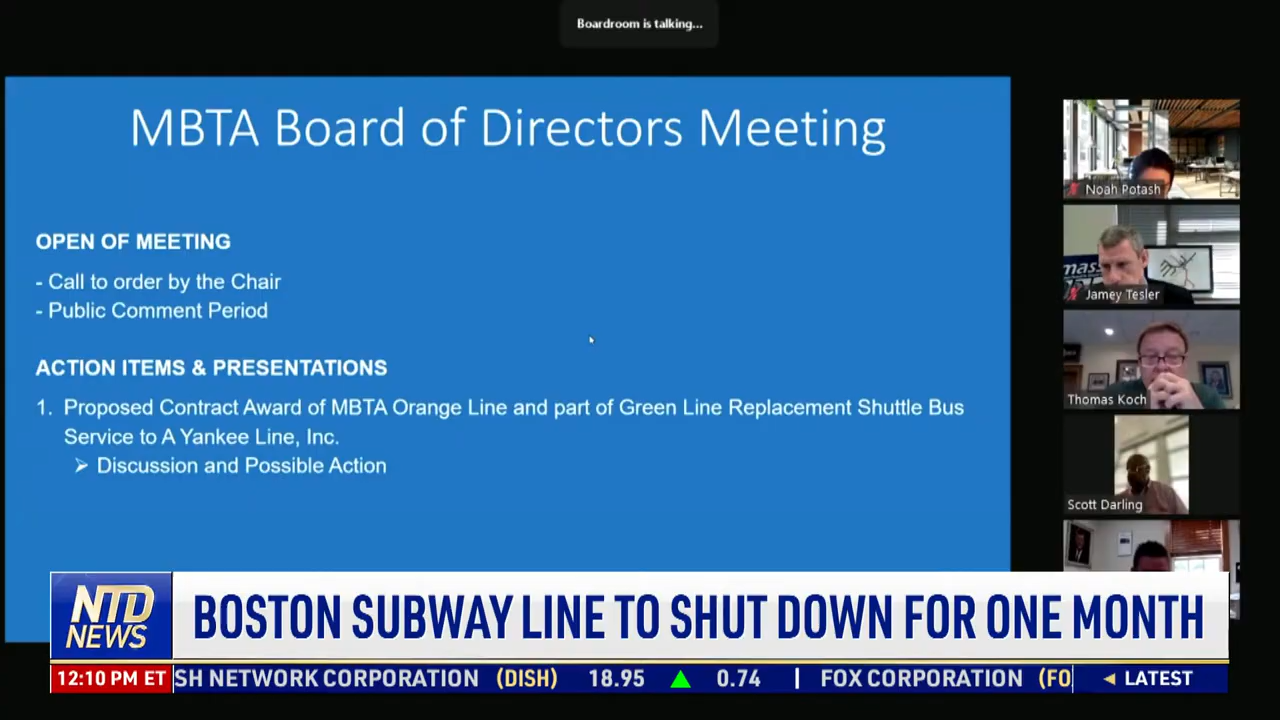 Boardroom is talking...
MBTA Board of Directors Meeting
OPEN OF MEETING
- Call to order by the Chair
- Public Comment Period
ACTION ITEMS & PRESENTATIONS
1. Proposed Contract Award of MBTA Orange Line and part of Green Line Replacement Shuttle Bus
Service to A Yankee Line, Inc.
➢ Discussion and Possible Action
Noah Potash
mass
Jamey Tesler
Thomas Koch
Scott Darling
NTD
NEWS
BOSTON SUBWAY LINE TO SHUT DOWN FOR ONE MONTH
12:10 PM ET SH NETWORK CORPORATION (DISH) 18.95 ▲ 0.74 | FOX CORPORATION (FO ◄ LATEST